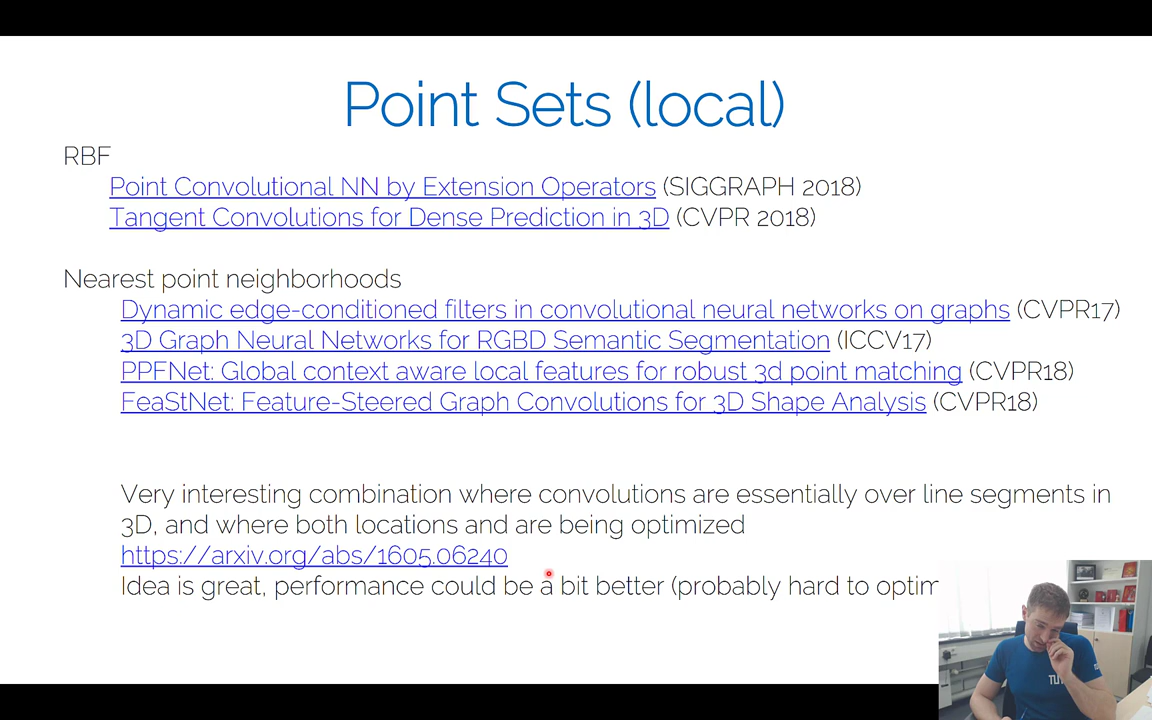 Point Sets (local)
RBF
Point Convolutional NN by Extension Operators (SIGGRAPH 2018)
Tangent Convolutions for Dense Prediction in 3D (CVPR 2018)
Nearest point neighborhoods
Dynamic edge-conditioned filters in convolutional neural networks on graphs (CVPR17)
3D Graph Neural Networks for RGBD Semantic Segmentation (ICCV17)
PPFNet: Global context aware local features for robust 3d point matching (CVPR18)
FeaStNet: Feature-Steered Graph Convolutions for 3D Shape Analysis (CVPR18)
Very interesting combination where convolutions are essentially over line segments in
3D, and where both locations and are being optimized
https://arxiv.org/abs/1605.06240
Idea is great, performance could be a bit better (probably hard to